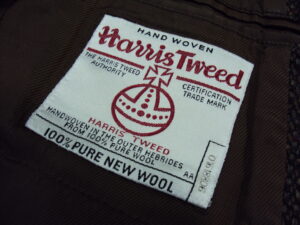 HAND WOVEN
Harris Tweed
THE HARRIS TWEED
AUTHORITY
CERTIFICATION
TRADE MARK
HARRIS TWEED
HANDWOVEN IN THE OUTER HEBRIDES
FROM 100% PURE WOOL
100% PURE NEW WOOL
AA